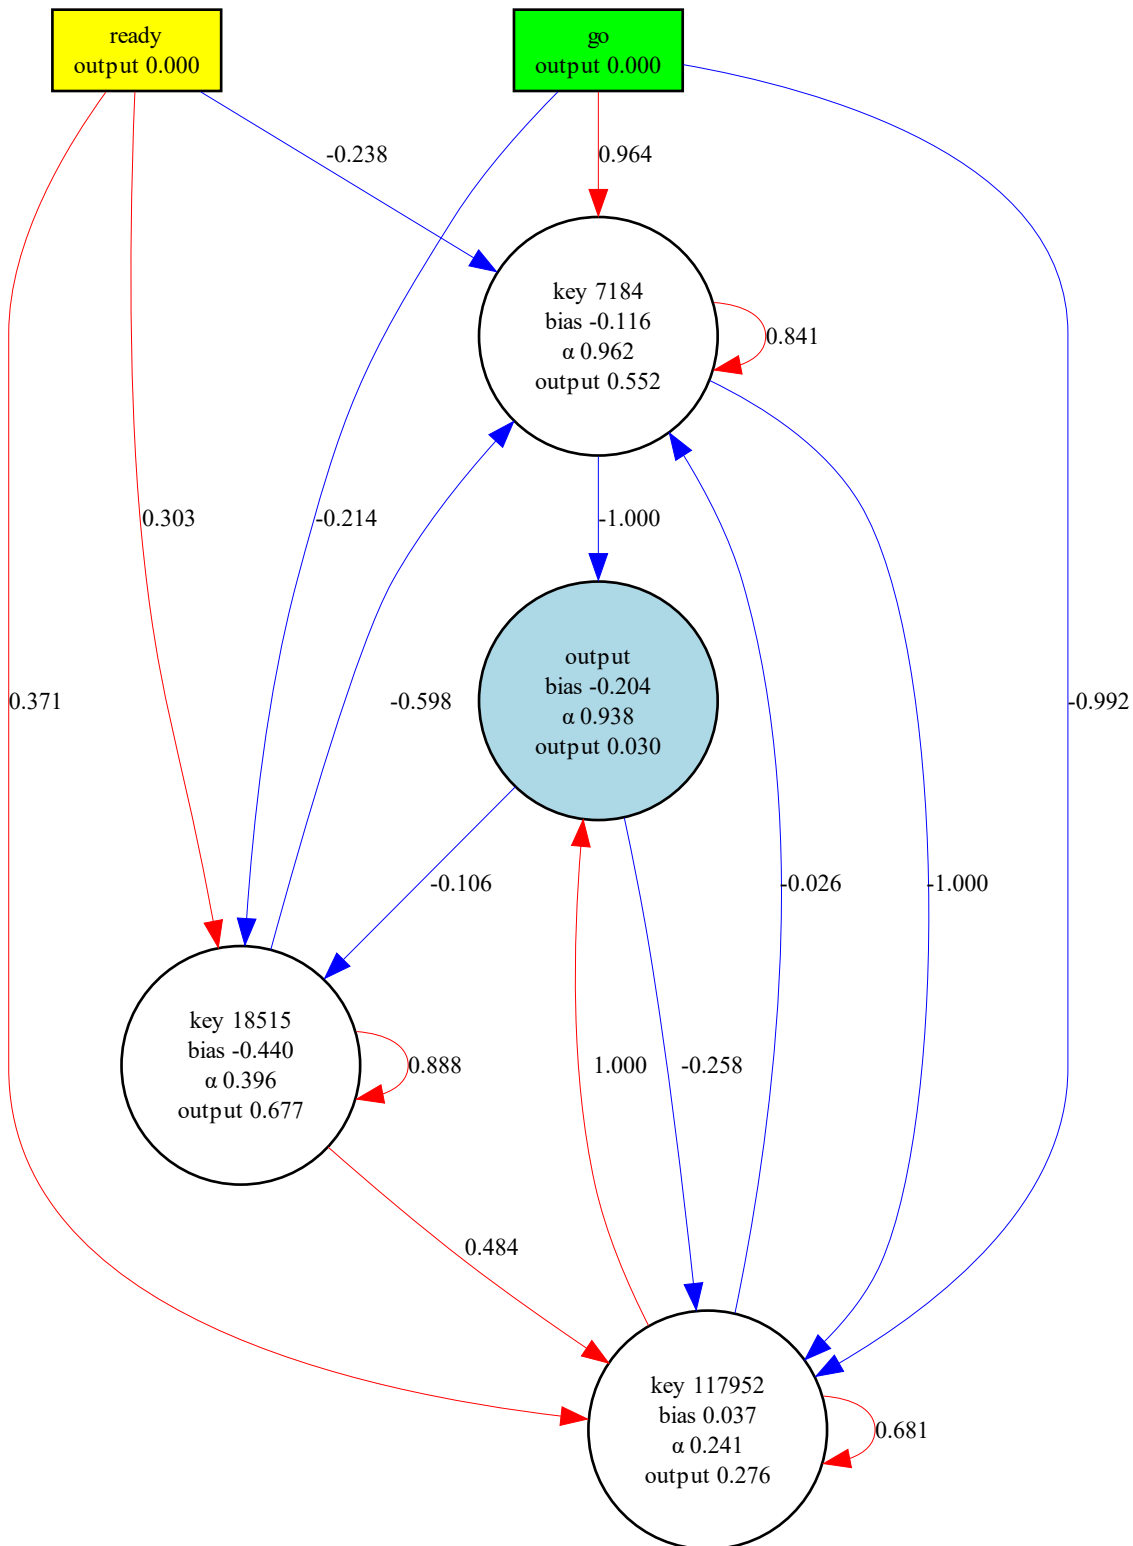 ready
output 0.000
go
output 0.000
-0.238
0.964
key 7184
bias -0.116
α 0.962
output 0.552
0.841
0.303
-0.214
-1.000
output
bias -0.204
α 0.938
output 0.030
0.371
-0.598
-0.992
-0.106
-0.026
-1.000
key 18515
bias -0.440
α 0.396
output 0.677
0.888
1.000
-0.258
0.484
key 117952
bias 0.037
α 0.241
output 0.276
0.681